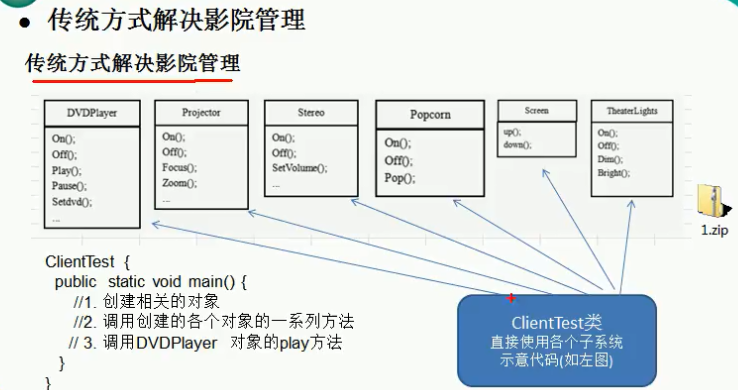 ● 传统方式解决影院管理
传统方式解决影院管理
DVDPlayer
On();
Off();
Play();
Pause();
Setdvd();
...
Projector
On();
Off();
Focus();
Zoom();
...
Stereo
On();
Off();
SetVolume();
...
Popcorn
On();
Off();
Pop();
Screen
up();
down();
TheaterLights
On();
Off();
Dim();
Bright();
1.zip
ClientTest {
public static void main() {
//1. 创建相关的对象
//2. 调用创建的各个对象的一系列方法
// 3. 调用DVDPlayer 对象的play方法
}
}
ClientTest类
直接使用各个子系统
示意代码(如左图)